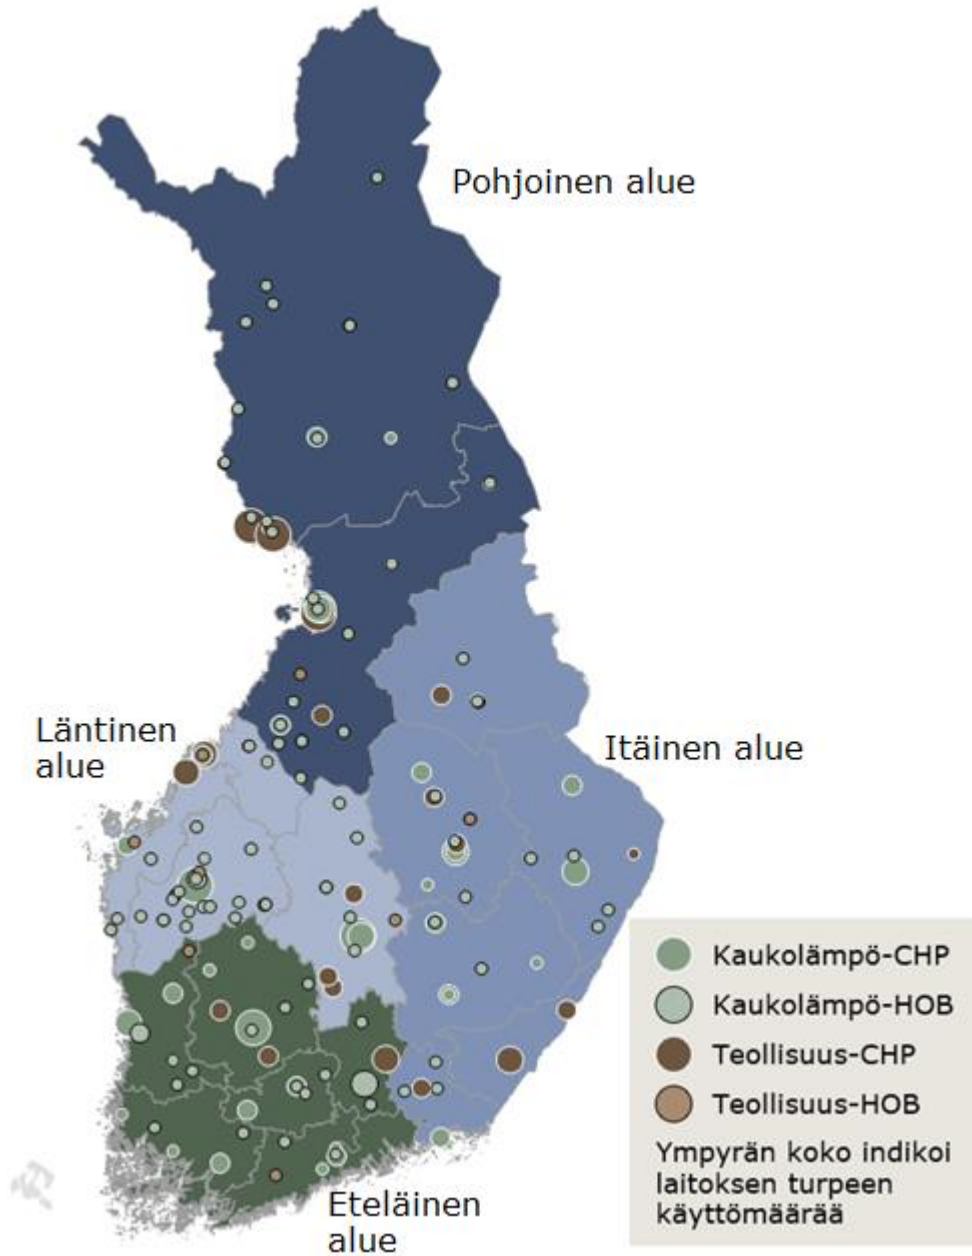 Pohjoinen alue
Läntinen
alue
Itäinen alue
Kaukolämpö-CHP
Kaukolämpö-HOB
Teollisuus-CHP
Teollisuus-HOB
Ympyrän koko indikoi
laitoksen turpeen
käyttömäärää
Eteläinen
alue